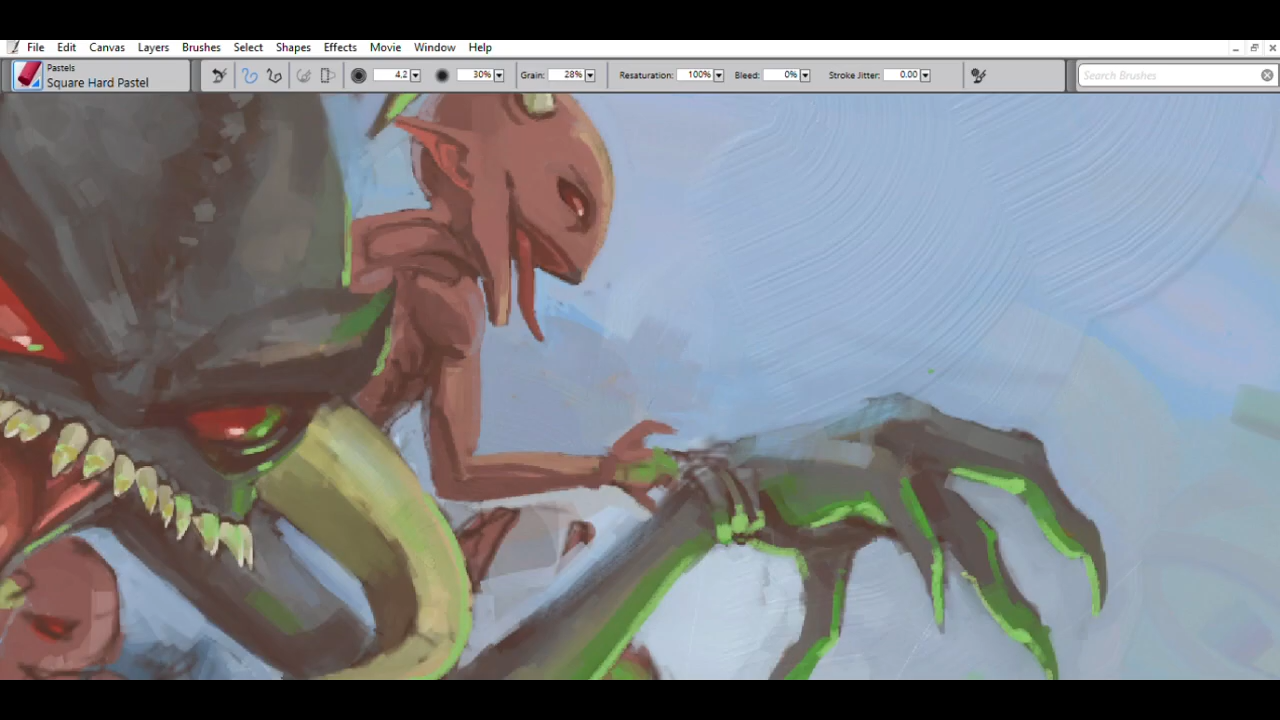 File Edit Canvas Layers Brushes Select Shapes Effects Movie Window Help
Pastels
Square Hard Pastel
4,2 30% Grain: 28% Resaturation: 100% Bleed: 0% Stroke Jitter: 0.00 Search Brushes